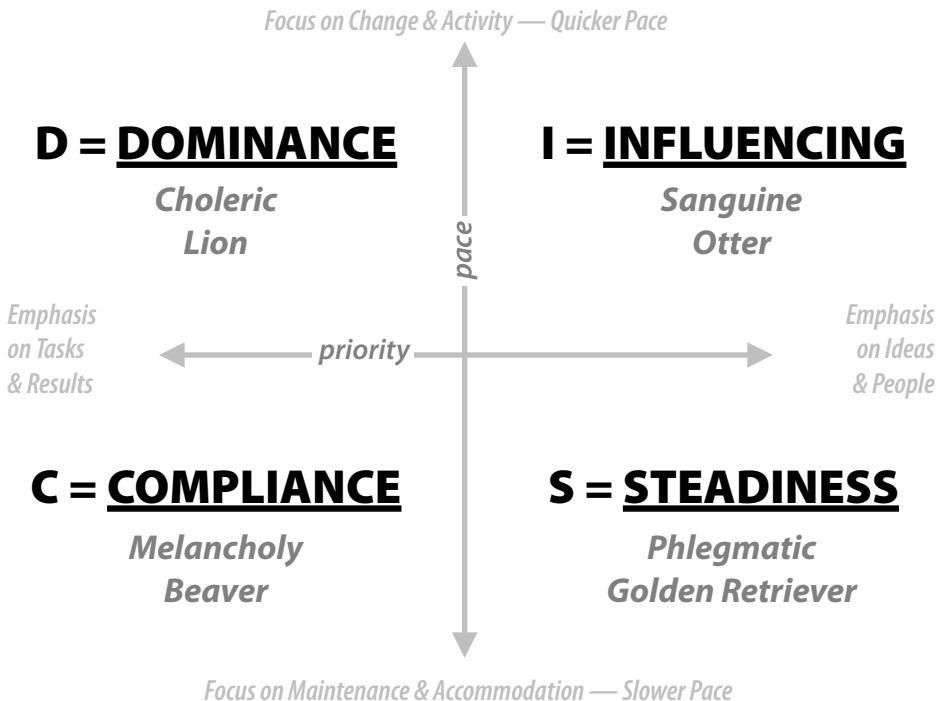 Focus on Change & Activity — Quicker Pace
D = DOMINANCE
Choleric
Lion
I = INFLUENCING
Sanguine
Otter
pace
Emphasis
on Tasks
& Results
priority
Emphasis
on Ideas
& People
C = COMPLIANCE
Melancholy
Beaver
S = STEADINESS
Phlegmatic
Golden Retriever
Focus on Maintenance & Accommodation — Slower Pace